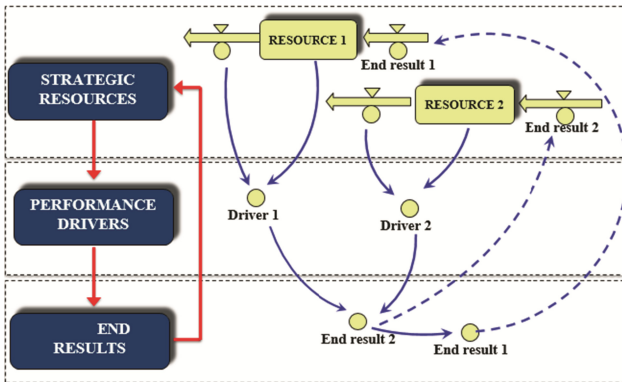 RESOURCE 1
End result 1
STRATEGIC
RESOURCES
RESOURCE 2
End result 2
PERFORMANCE
DRIVERS
Driver 1
Driver 2
END
RESULTS
End result 2
End result 1